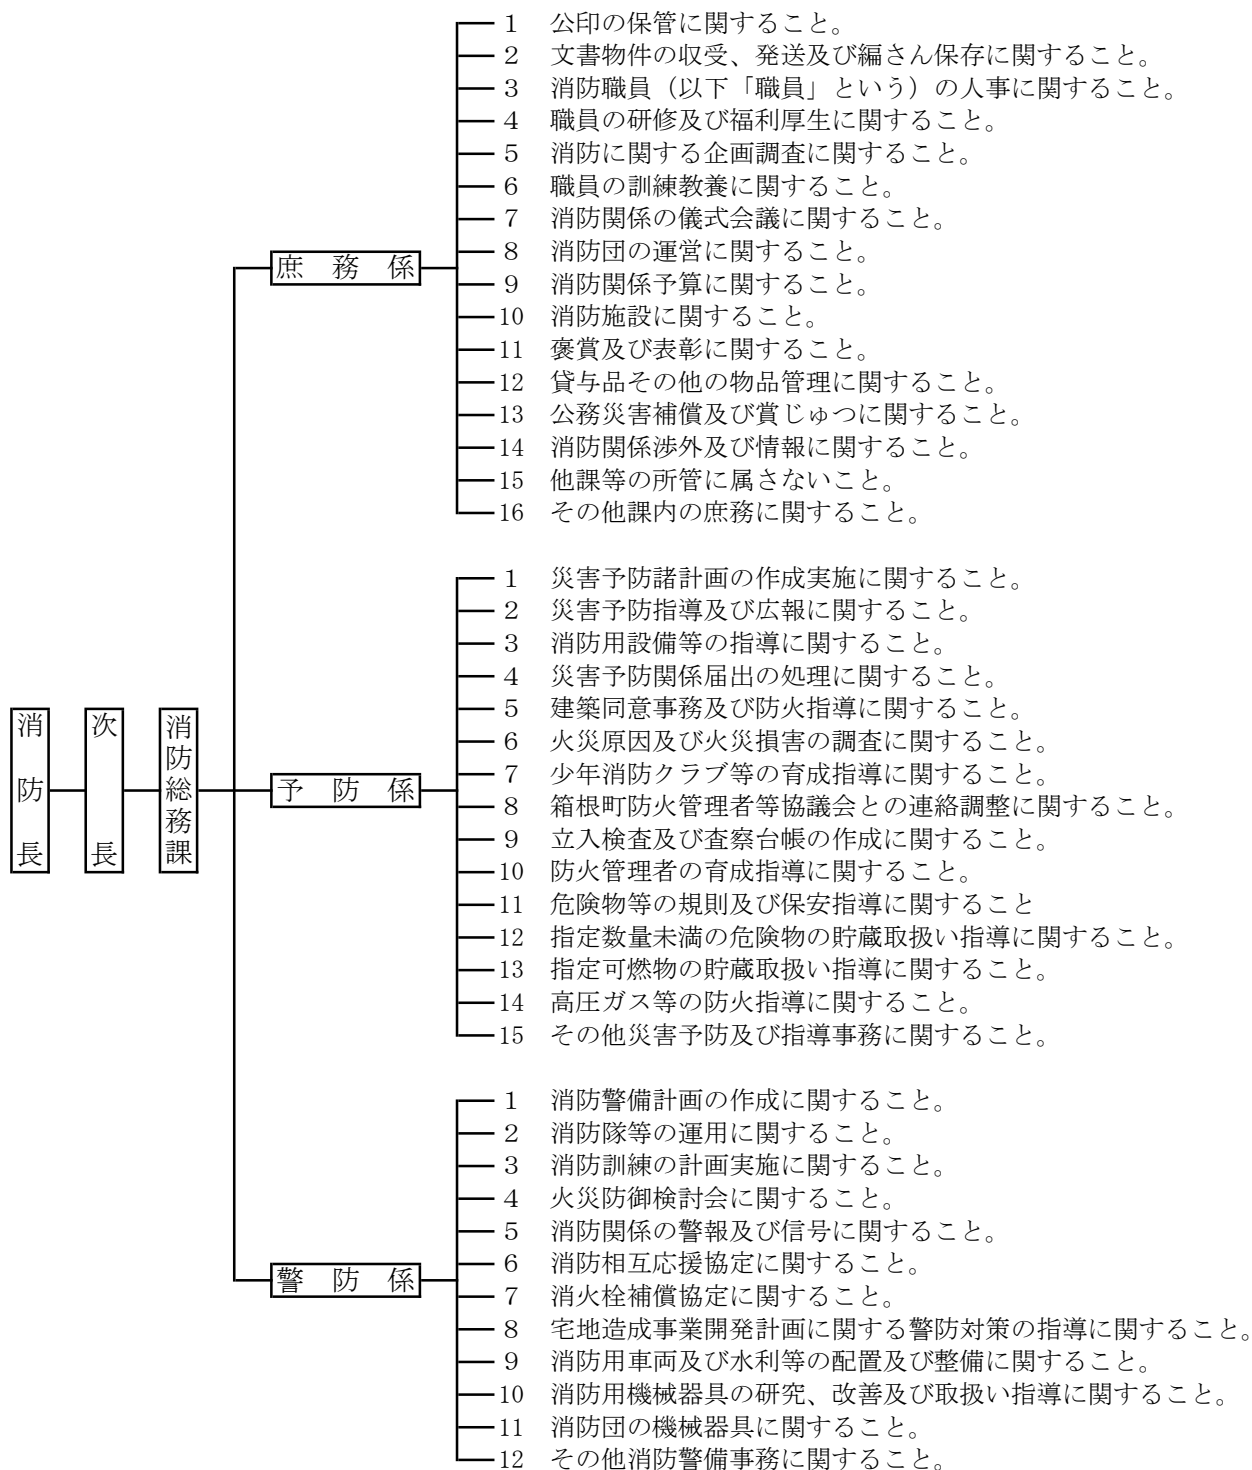 消防長
次長
消防総務課
庶務係
1 公印の保管に関すること。
2 文書物件の収受、発送及び編さん保存に関すること。
3 消防職員（以下「職員」という）の人事に関すること。
4 職員の研修及び福利厚生に関すること。
5 消防に関する企画調査に関すること。
6 職員の訓練教養に関すること。
7 消防関係の儀式会議に関すること。
8 消防団の運営に関すること。
9 消防関係予算に関すること。
10 消防施設に関すること。
11 褒賞及び表彰に関すること。
12 貸与品その他の物品管理に関すること。
13 公務災害補償及び賞じゅつに関すること。
14 消防関係渉外及び情報に関すること。
15 他課等の所管に属さないこと。
16 その他課内の庶務に関すること。
予防係
1 災害予防諸計画の作成実施に関すること。
2 災害予防指導及び広報に関すること。
3 消防用設備等の指導に関すること。
4 災害予防関係届出の処理に関すること。
5 建築同意事務及び防火指導に関すること。
6 火災原因及び火災損害の調査に関すること。
7 少年消防クラブ等の育成指導に関すること。
8 箱根町防火管理者等協議会との連絡調整に関すること。
9 立入検査及び査察台帳の作成に関すること。
10 防火管理者の育成指導に関すること。
11 危険物等の規則及び保安指導に関すること
12 指定数量未満の危険物の貯蔵取扱い指導に関すること。
13 指定可燃物の貯蔵取扱い指導に関すること。
14 高圧ガス等の防火指導に関すること。
15 その他災害予防及び指導事務に関すること。
警防係
1 消防警備計画の作成に関すること。
2 消防隊等の運用に関すること。
3 消防訓練の計画実施に関すること。
4 火災防御検討会に関すること。
5 消防関係の警報及び信号に関すること。
6 消防相互応援協定に関すること。
7 消火栓補償協定に関すること。
8 宅地造成事業開発計画に関する警防対策の指導に関すること。
9 消防用車両及び水利等の配置及び整備に関すること。
10 消防用機械器具の研究、改善及び取扱い指導に関すること。
11 消防団の機械器具に関すること。
12 その他消防警備事務に関すること。